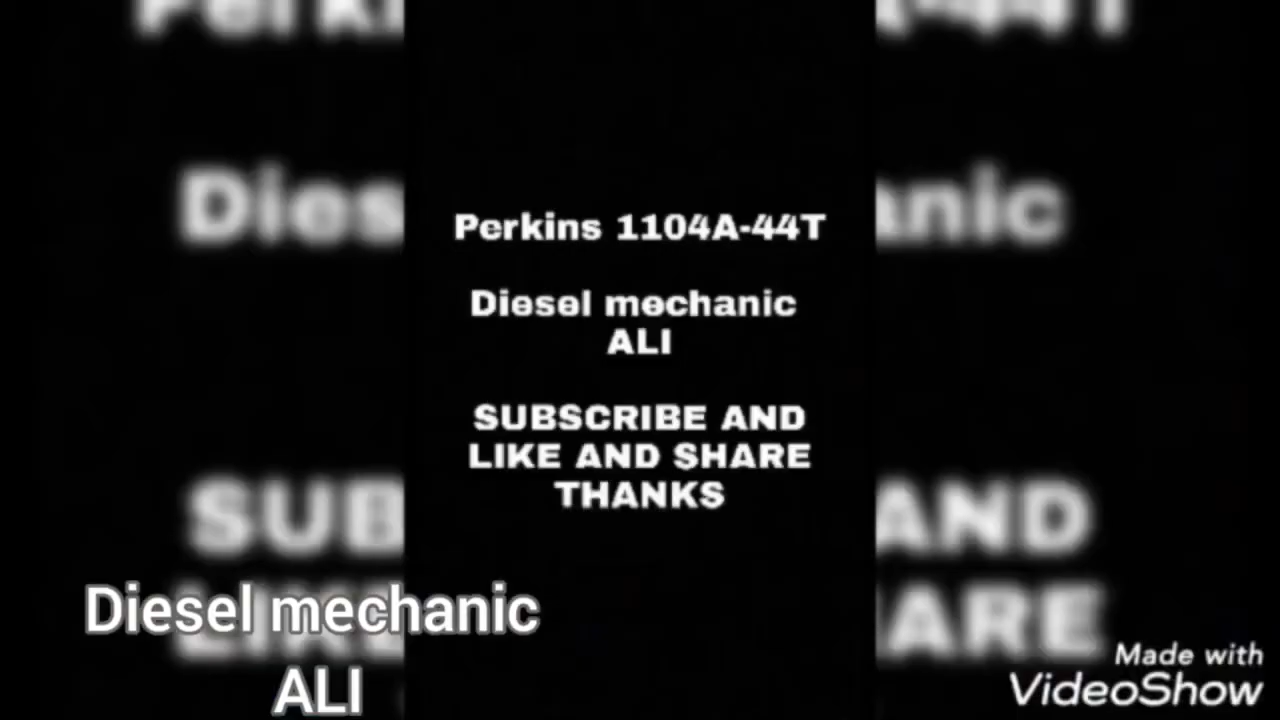 Perkins 1104A-44T
Diesel mechanic
ALI
SUBSCRIBE AND
LIKE AND SHARE
THANKS
Diesel mechanic
ALI
Made with
VideoShow